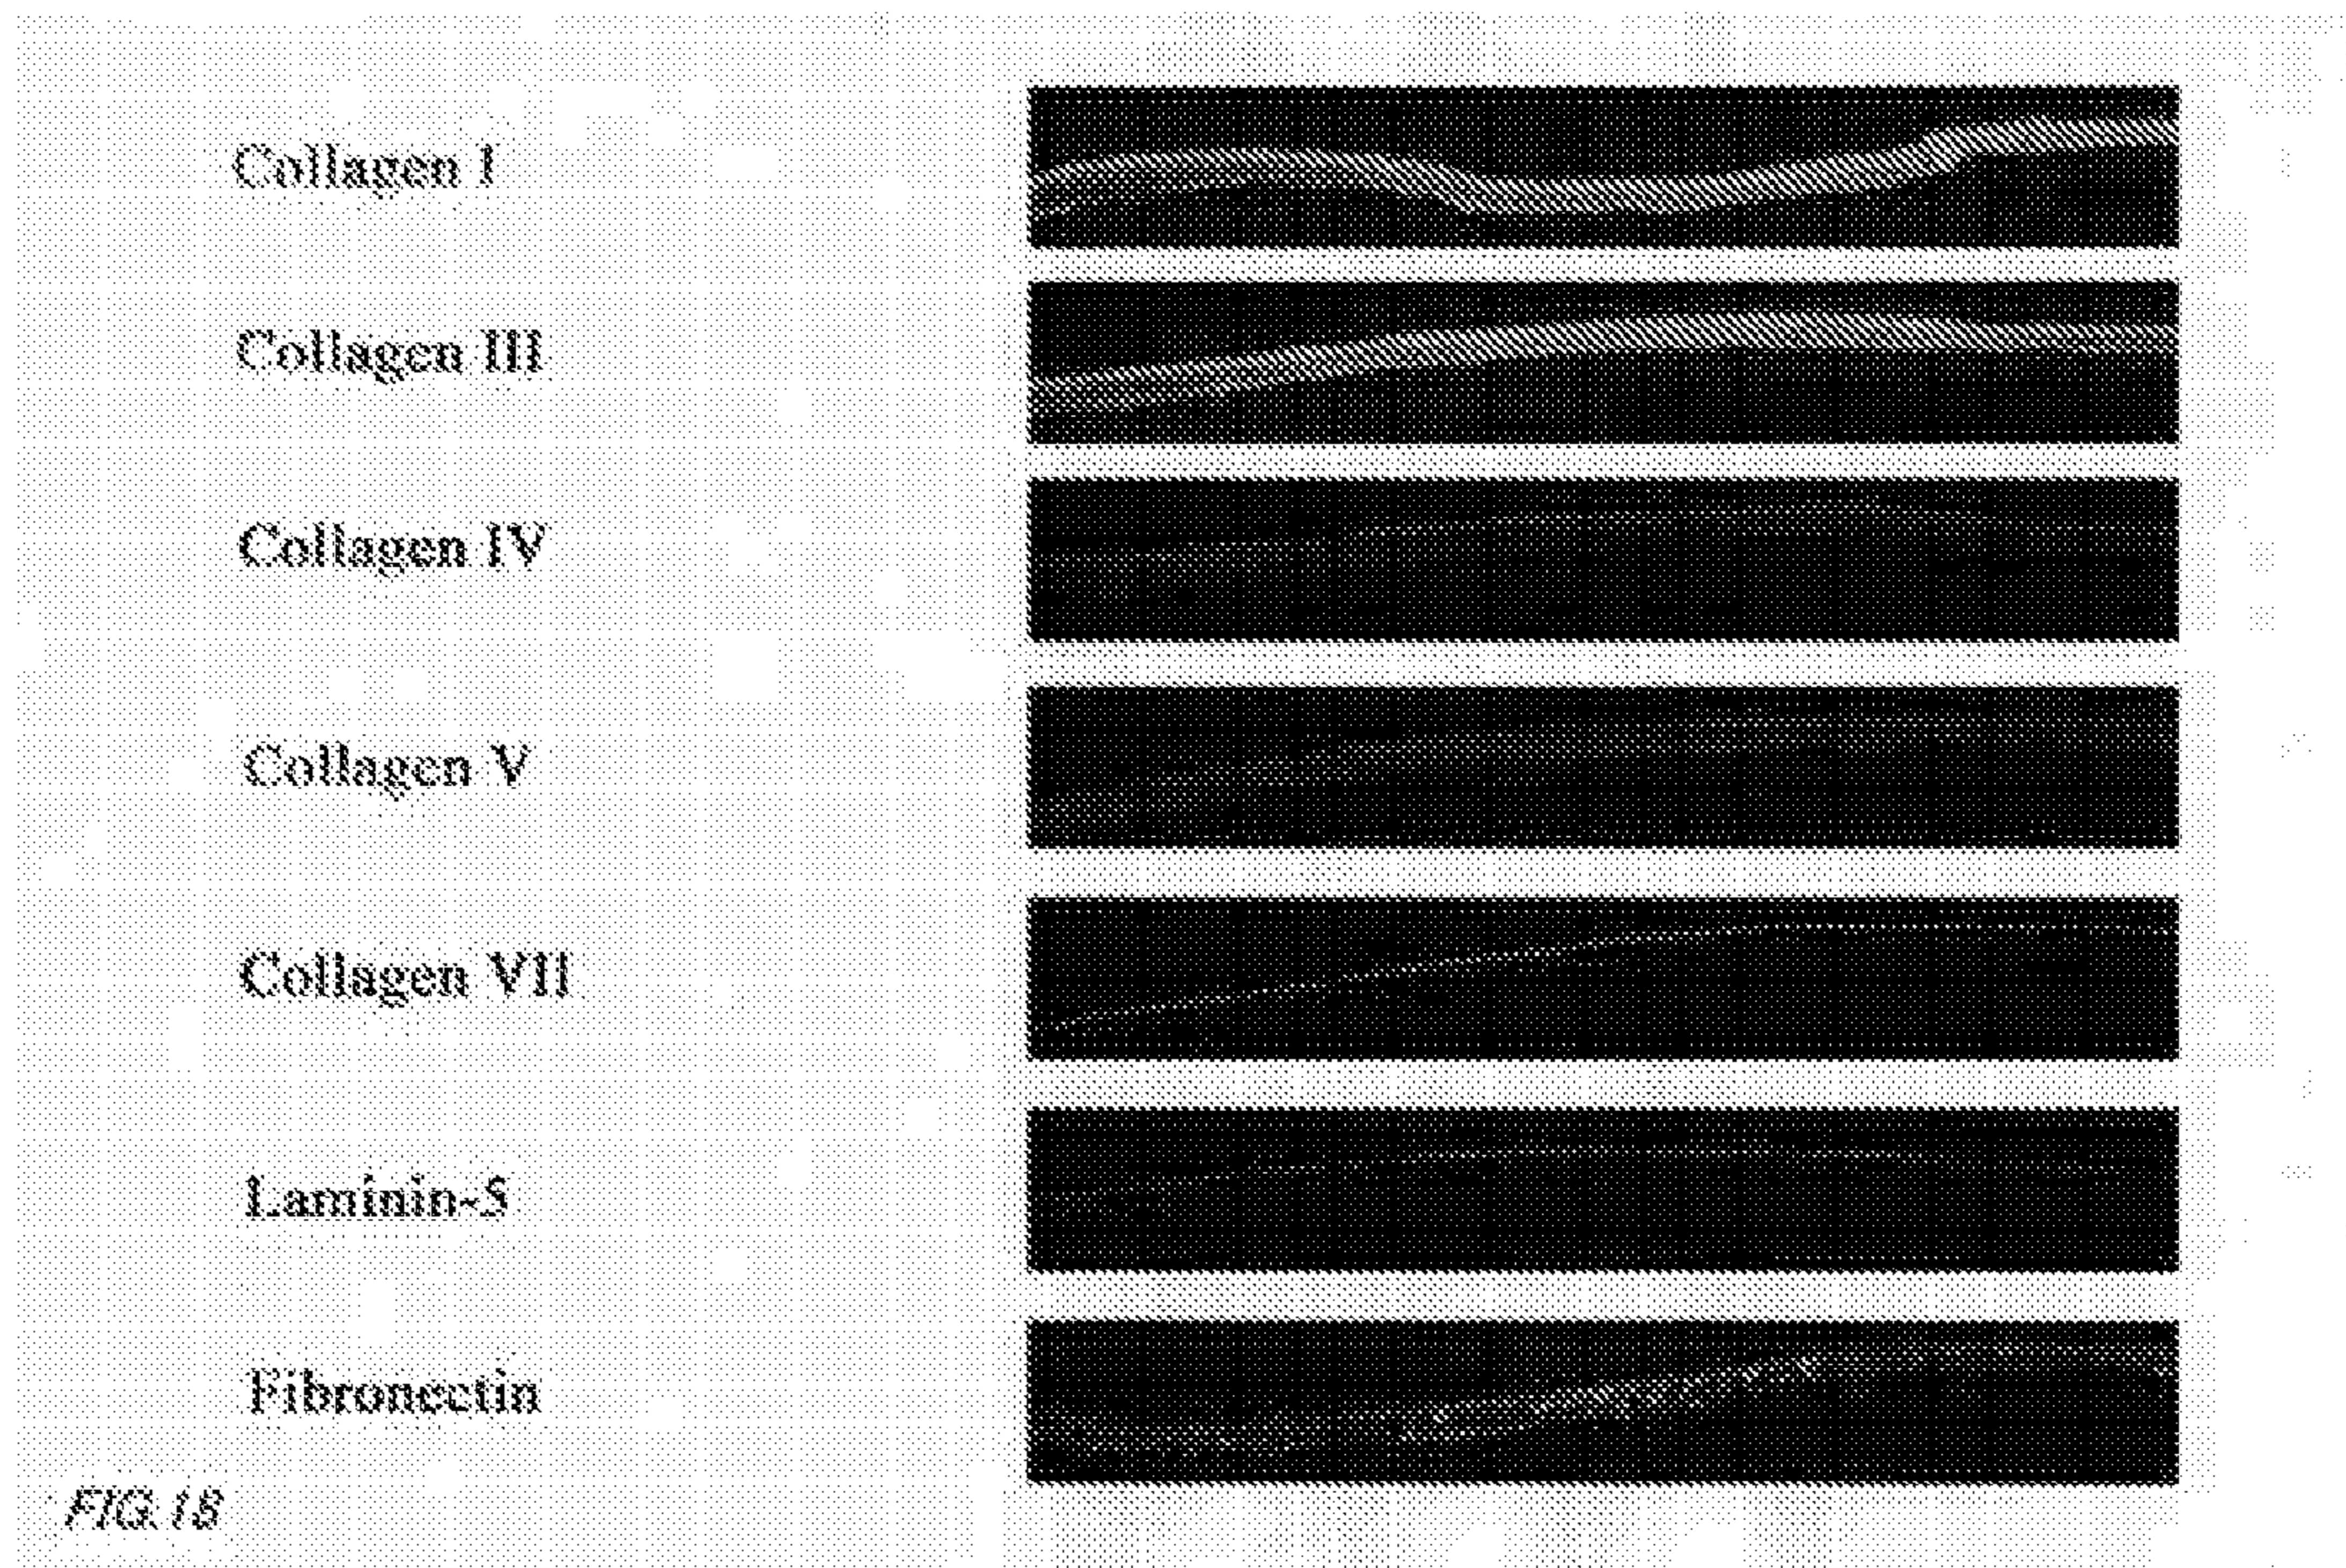 Collagen I
Collagen III
Collagen IV
Collagen V
Collagen VII
Laminin-5
Fibronectin
FIG. 18